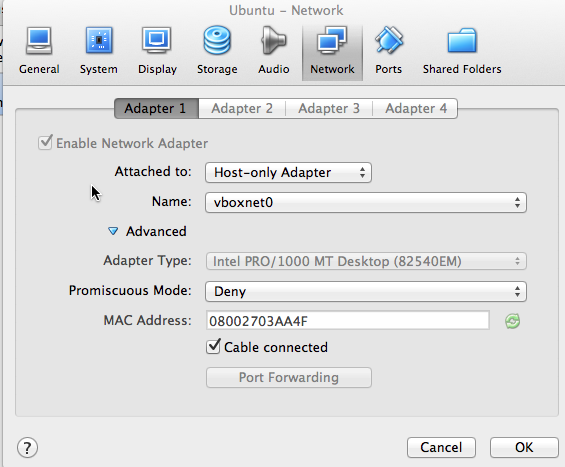 Ubuntu – Network
General System Display Storage Audio Network Ports Shared Folders
Adapter 1 Adapter 2 Adapter 3 Adapter 4
Enable Network Adapter
Attached to: Host-only Adapter
Name: vboxnet0
Advanced
Adapter Type: Intel PRO/1000 MT Desktop (82540EM)
Promiscuous Mode: Deny
MAC Address: 08002703AA4F
Cable connected
Port Forwarding
? Cancel OK